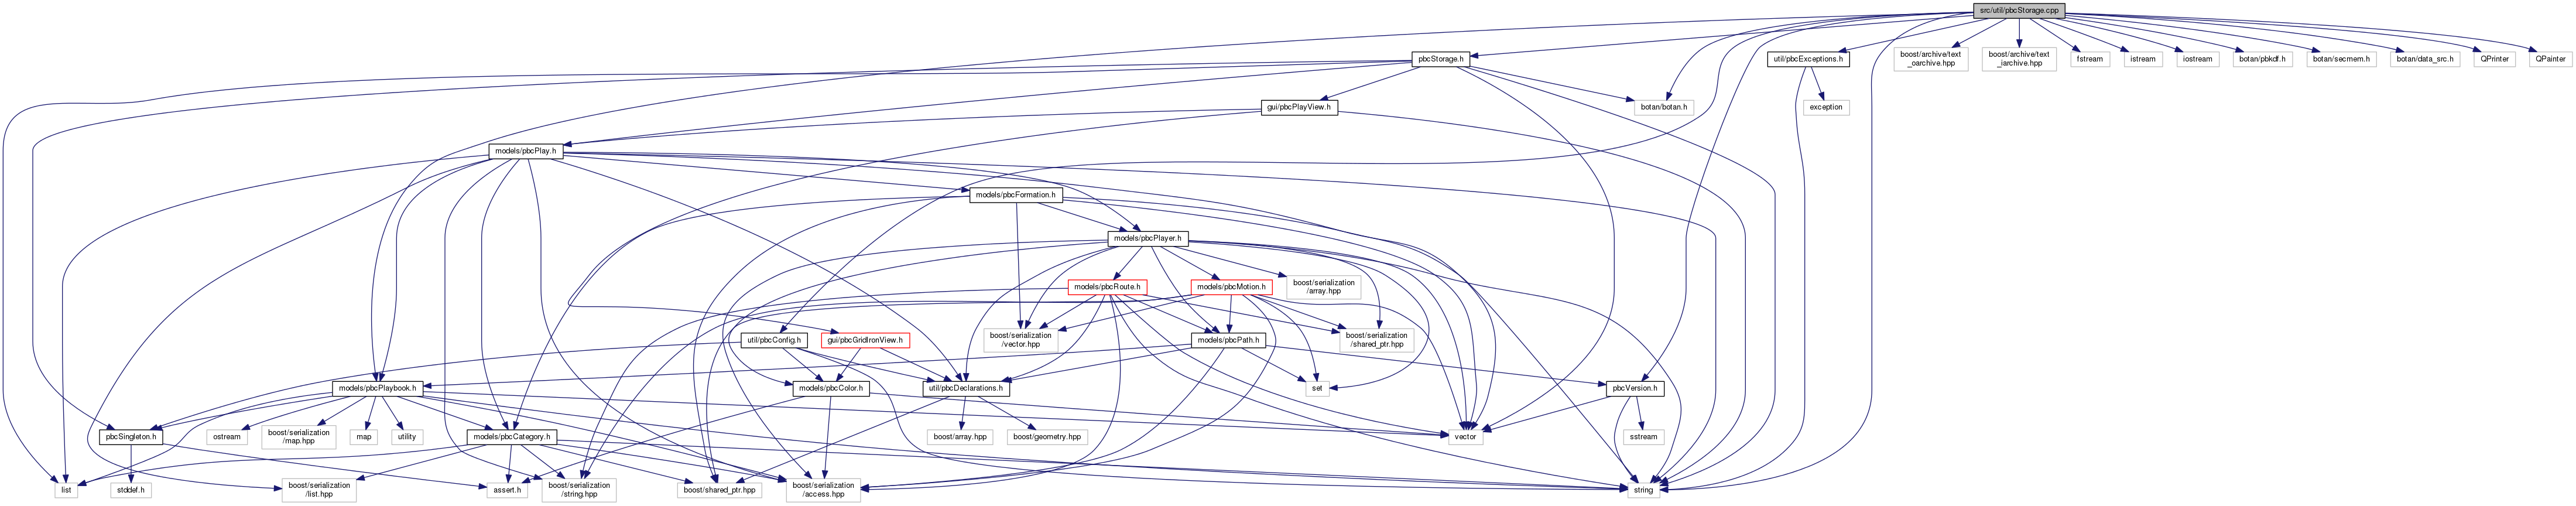 src/util/pbcStorage.cpp
pbcStorage.h
util/pbcExceptions.h
boost/archive/text
_oarchive.hpp
boost/archive/text
_iarchive.hpp
fstream
istream
iostream
botan/pbkdf.h
botan/secmem.h
botan/data_src.h
QPrinter
QPainter
gui/pbcPlayView.h
botan/botan.h
exception
models/pbcPlay.h
models/pbcFormation.h
models/pbcPlayer.h
models/pbcRoute.h
models/pbcMotion.h
boost/serialization
/array.hpp
util/pbcConfig.h
gui/pbcGridIronView.h
boost/serialization
/vector.hpp
models/pbcPath.h
boost/serialization
/shared_ptr.hpp
models/pbcPlaybook.h
models/pbcColor.h
util/pbcDeclarations.h
set
pbcVersion.h
pbcSingleton.h
ostream
boost/serialization
/map.hpp
map
utility
models/pbcCategory.h
boost/array.hpp
boost/geometry.hpp
vector
sstream
list
stddef.h
boost/serialization
/list.hpp
assert.h
boost/serialization
/string.hpp
boost/shared_ptr.hpp
boost/serialization
/access.hpp
string